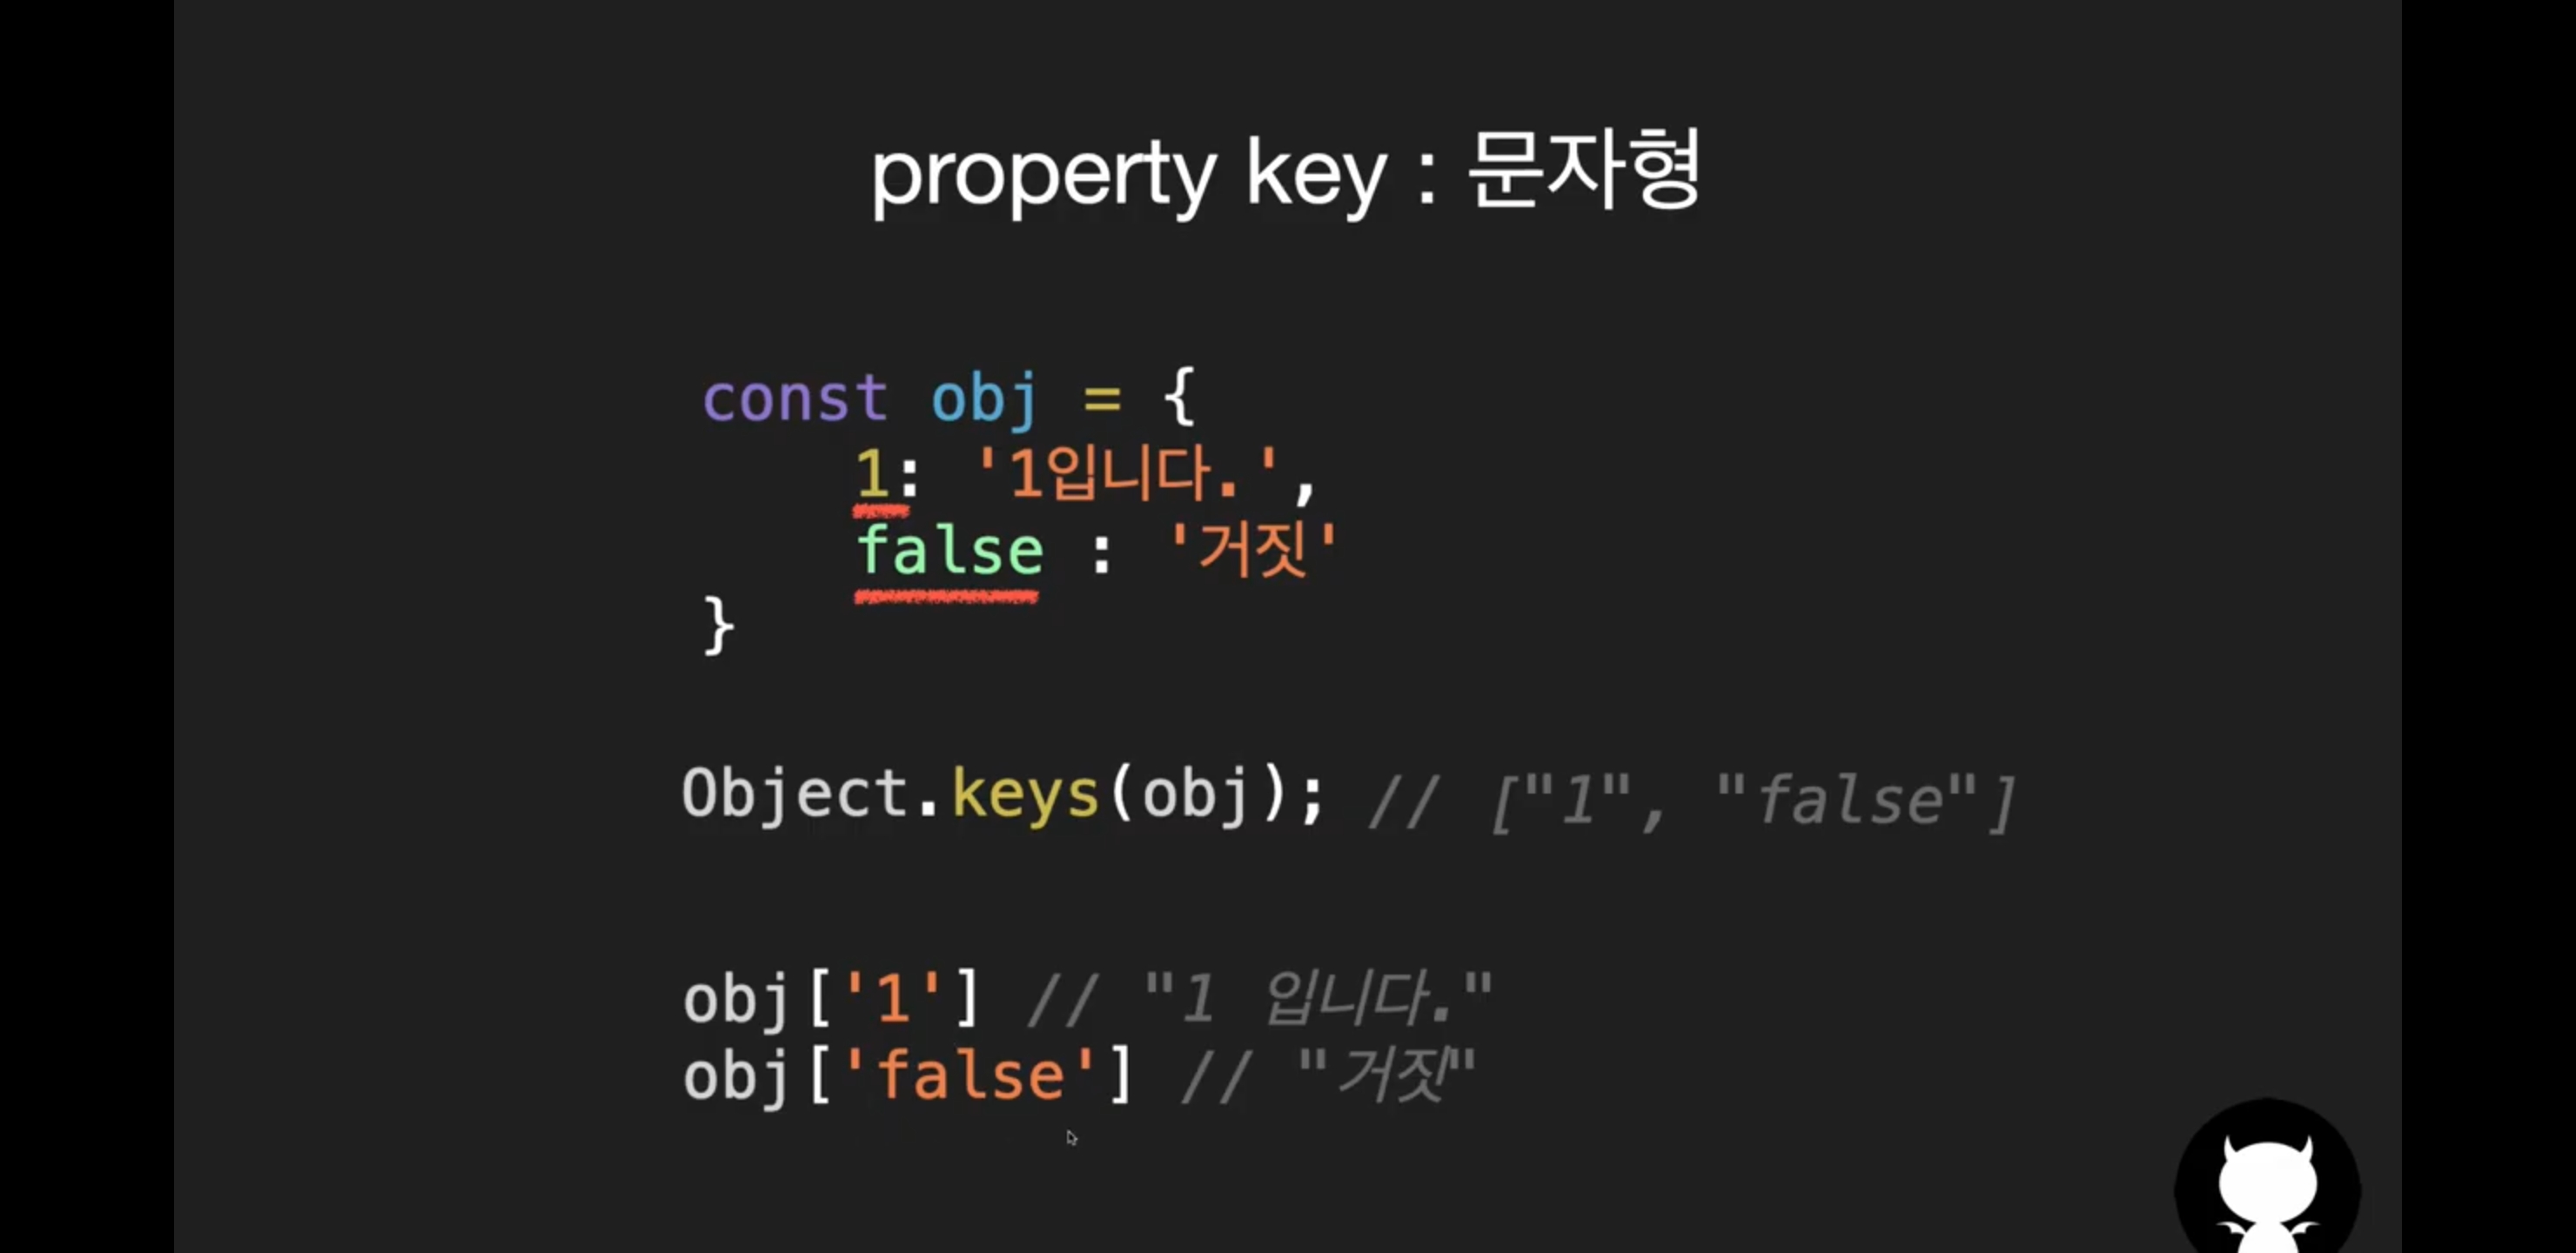 property key : 문자형
const obj = {
1: '1입니다.',
false : '거짓'
}
Object.keys(obj); // ["1", "false"]
obj['1'] // "1 입니다."
obj['false'] // "거짓"